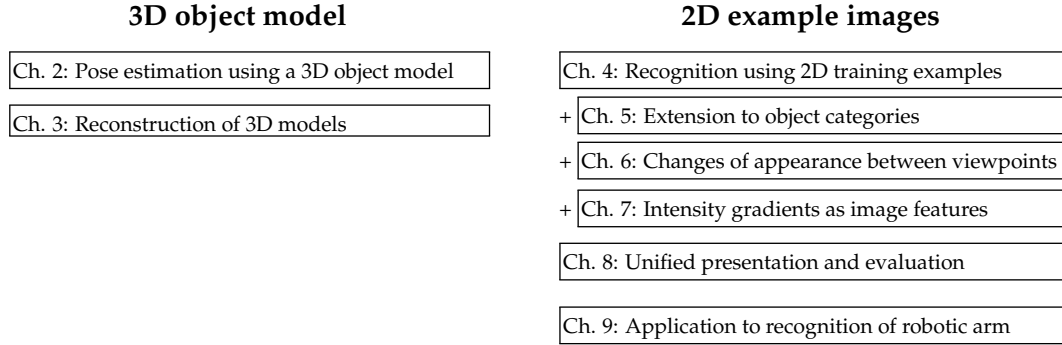 3D object model
Ch. 2: Pose estimation using a 3D object model
Ch. 3: Reconstruction of 3D models
2D example images
Ch. 4: Recognition using 2D training examples
+ Ch. 5: Extension to object categories
+ Ch. 6: Changes of appearance between viewpoints
+ Ch. 7: Intensity gradients as image features
Ch. 8: Unified presentation and evaluation
Ch. 9: Application to recognition of robotic arm